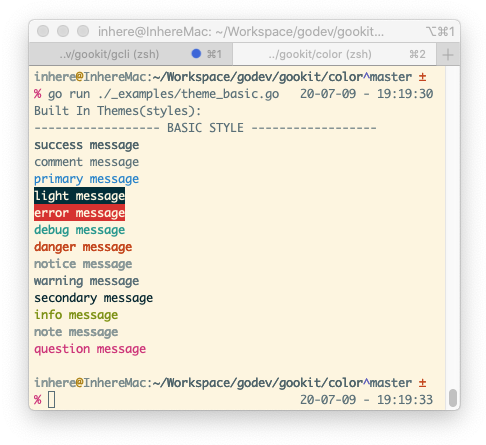 inhere@InhereMac: ~/Workspace/godev/gookit/... ⌥⌘1
..v/gookit/gcli (zsh) ⌘1 ../gookit/color (zsh) ⌘2 +
inhere@InhereMac:~/Workspace/godev/gookit/color^master ±
% go run ./_examples/theme_basic.go 20-07-09 - 19:19:30
Built In Themes(styles):
------------------ BASIC STYLE ------------------
success message
comment message
primary message
light message
error message
debug message
danger message
notice message
warning message
secondary message
info message
note message
question message
inhere@InhereMac:~/Workspace/godev/gookit/color^master ±
% 20-07-09 - 19:19:33